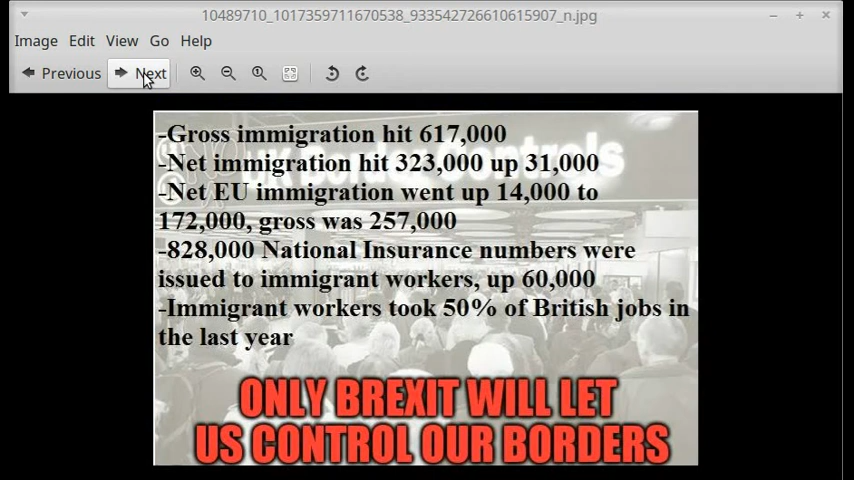 10489710_1017359711670538_933542726610615907_n.jpg
Image Edit View Go Help
Previous Next
UK Border Controls
-Gross immigration hit 617,000
-Net immigration hit 323,000 up 31,000
-Net EU immigration went up 14,000 to
172,000, gross was 257,000
-828,000 National Insurance numbers were
issued to immigrant workers, up 60,000
-Immigrant workers took 50% of British jobs in
the last year
ONLY BREXIT WILL LET
US CONTROL OUR BORDERS